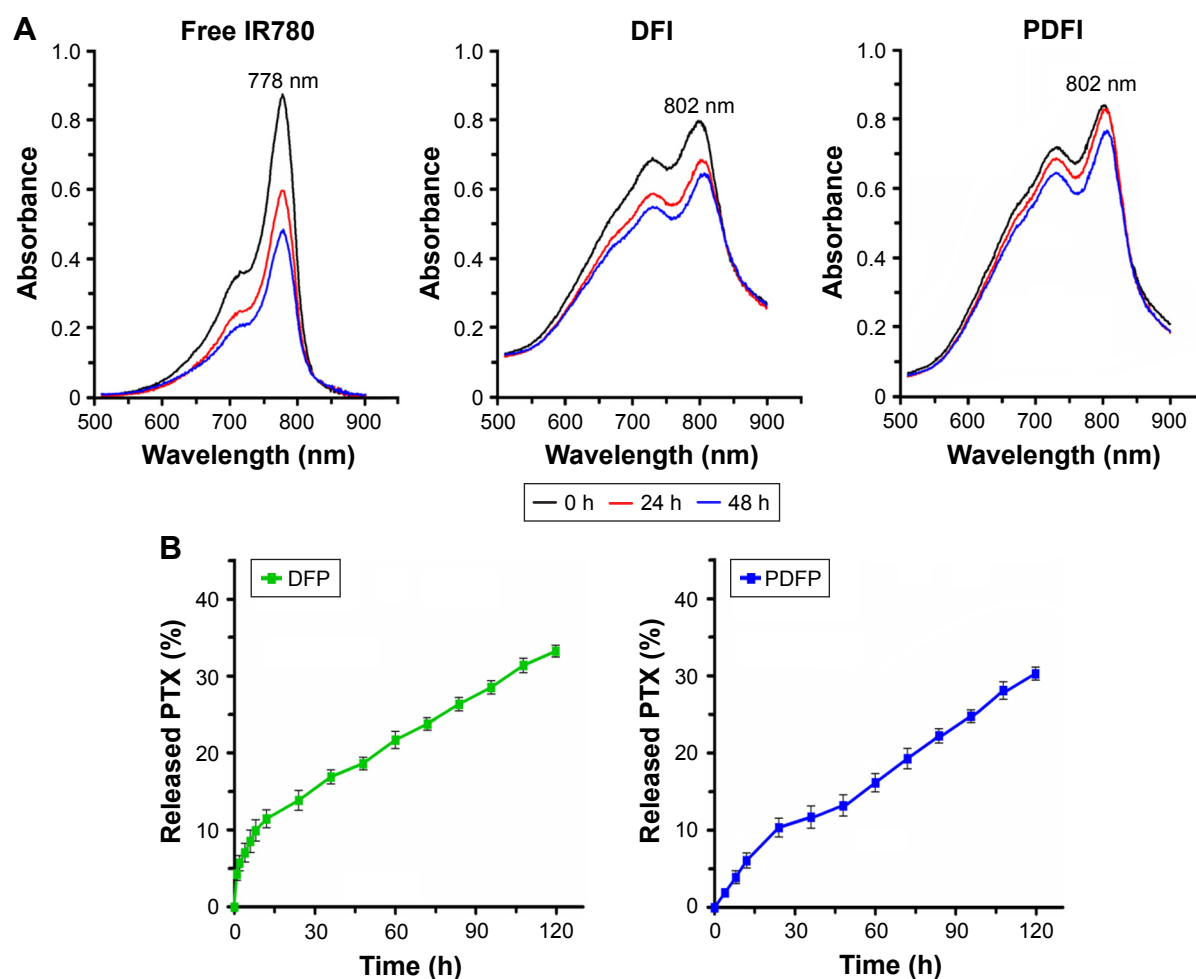 A
Free IR780
DFI
PDFI
1.0
0.8
0.6
0.4
0.2
0
Absorbance
778 nm
500 600 700 800 900
Wavelength (nm)
1.0
0.8
0.6
0.4
0.2
0
Absorbance
802 nm
500 600 700 800 900
Wavelength (nm)
1.0
0.8
0.6
0.4
0.2
0
Absorbance
802 nm
500 600 700 800 900
Wavelength (nm)
0 h 24 h 48 h
B
DFP
40
30
20
10
0
Released PTX (%)
0 30 60 90 120
Time (h)
PDFP
40
30
20
10
0
Released PTX (%)
0 30 60 90 120
Time (h)